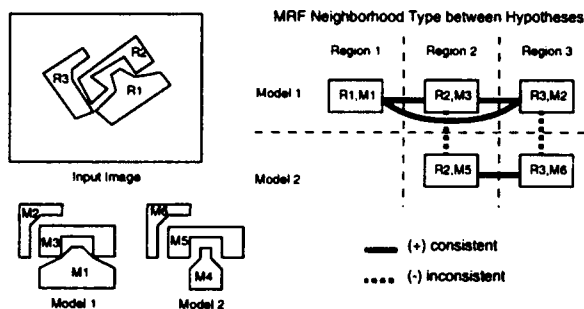 MRF Neighborhood Type between Hypotheses
Region 1 Region 2 Region 3
R3
R2
R1
Input Image
Model 1
R1,M1 R2,M3 R3,M2
Model 2
R2,M5 R3,M6
(+) consistent
(-) inconsistent
M2
M3
M1
Model 1
M6
M5
M4
Model 2